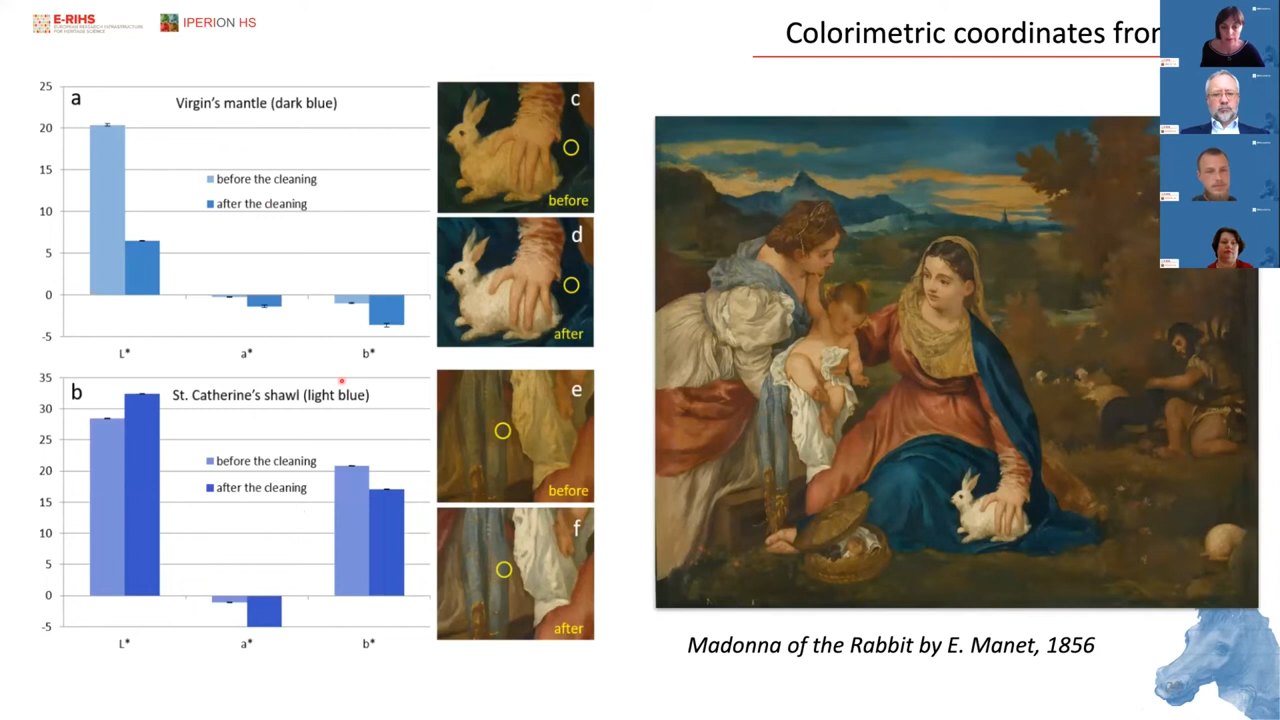 E-RIHS
EUROPEAN RESEARCH INFRASTRUCTURE
FOR HERITAGE SCIENCE
IPERION HS
Colorimetric coordinates from
a
Virgin's mantle (dark blue)
25
20
15
10
5
0
-5
before the cleaning
after the cleaning
L*
a*
b*
c
before
d
after
b
St. Catherine's shawl (light blue)
35
30
25
20
15
10
5
0
-5
before the cleaning
after the cleaning
L*
a*
b*
e
before
f
after
Madonna of the Rabbit by E. Manet, 1856